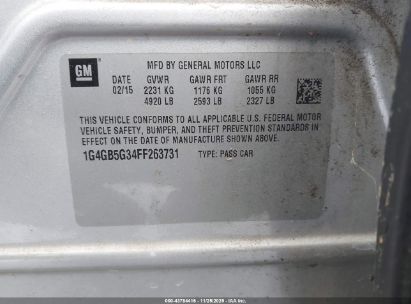 GM
MFD BY GENERAL MOTORS LLC
DATE GVWR GAWR FRT GAWR RR
02/15 2231 KG 1176 KG 1055 KG
4920 LB 2593 LB 2327 LB
THIS VEHICLE CONFORMS TO ALL APPLICABLE U.S. FEDERAL MOTOR
VEHICLE SAFETY, BUMPER, AND THEFT PREVENTION STANDARDS IN
EFFECT ON THE DATE OF MANUFACTURE SHOWN ABOVE.
1G4GB5G34FF263731 TYPE: PASS CAR